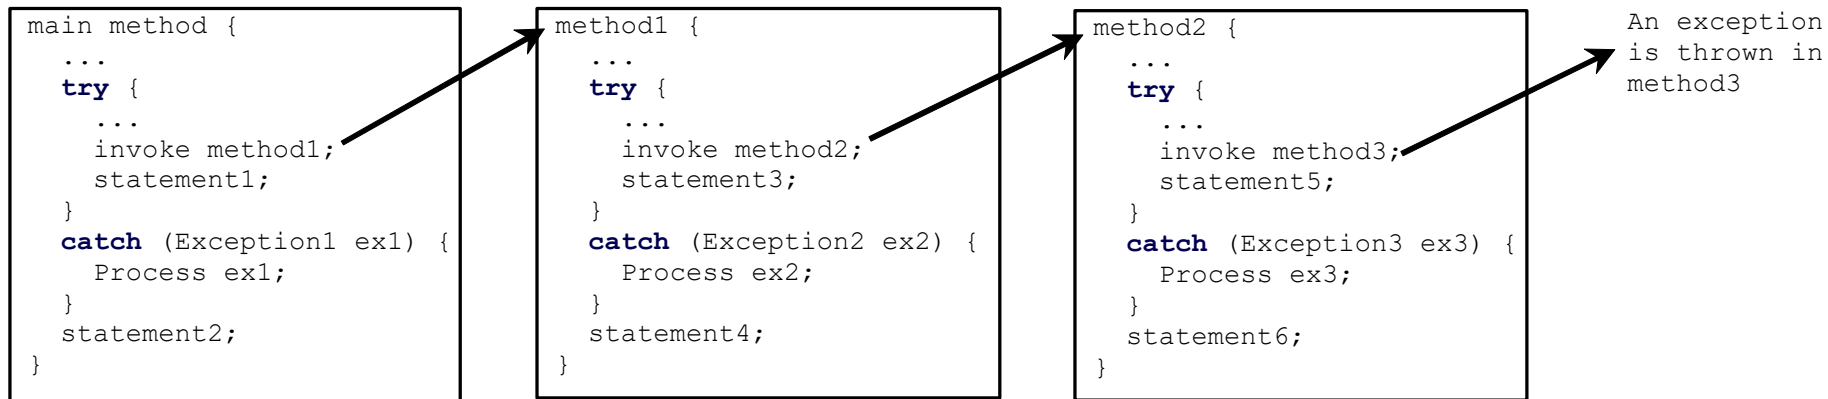 main method {
  ...
  try {
    ...
    invoke method1;
    statement1;
  }
  catch (Exception1 ex1) {
    Process ex1;
  }
  statement2;
}
method1 {
  ...
  try {
    ...
    invoke method2;
    statement3;
  }
  catch (Exception2 ex2) {
    Process ex2;
  }
  statement4;
}
method2 {
  ...
  try {
    ...
    invoke method3;
    statement5;
  }
  catch (Exception3 ex3) {
    Process ex3;
  }
  statement6;
}
An exception
is thrown in
method3